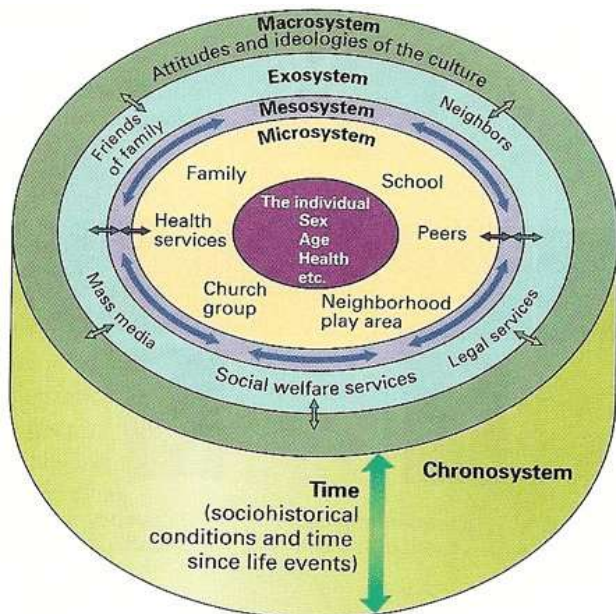 Macrosystem
Attitudes and ideologies of the culture
Exosystem
Mesosystem
Microsystem
Friends
of family
Neighbors
Family
School
The individual
Sex
Age
Health
etc.
Health
services
Peers
Church
group
Neighborhood
play area
Mass media
Legal services
Social welfare services
Chronosystem
Time
(sociohistorical
conditions and time
since life events)